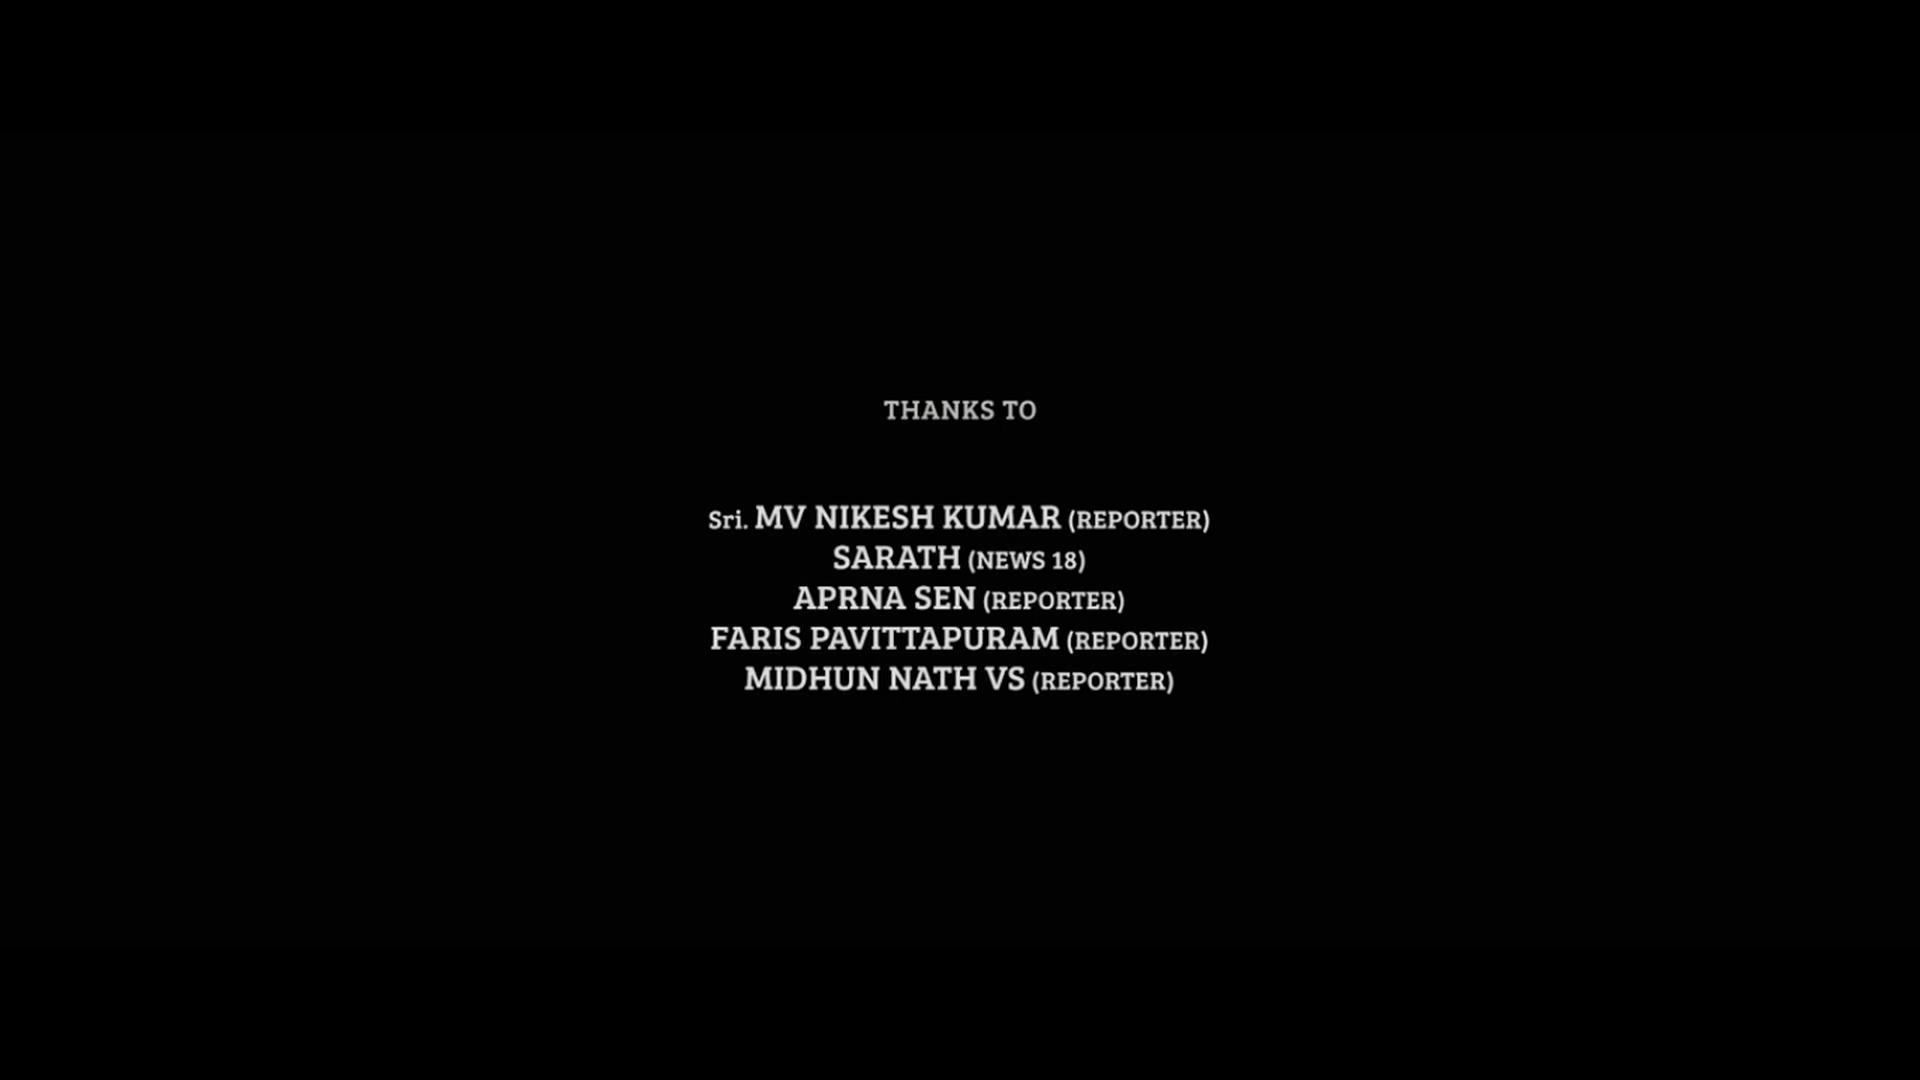 THANKS TO
Sri. MV NIKESH KUMAR (REPORTER)
SARATH (NEWS 18)
APRNA SEN (REPORTER)
FARIS PAVITTAPURAM (REPORTER)
MIDHUN NATH VS (REPORTER)